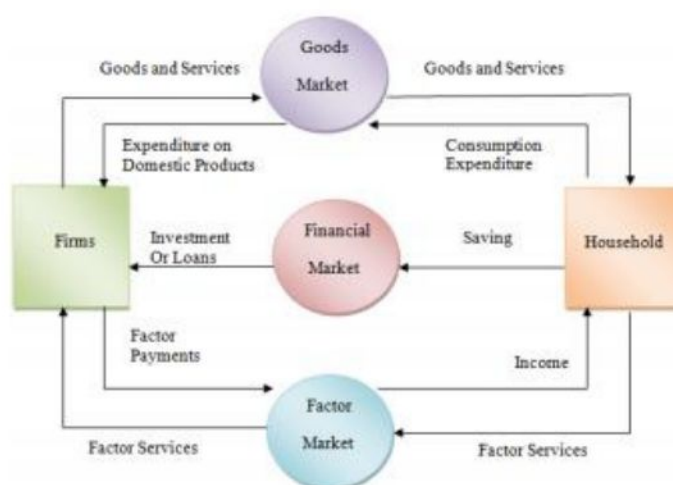 Goods
Market
Goods and Services
Goods and Services
Expenditure on
Domestic Products
Consumption
Expenditure
Firms
Investment
Or Loans
Financial
Market
Saving
Household
Factor
Payments
Income
Factor
Market
Factor Services
Factor Services